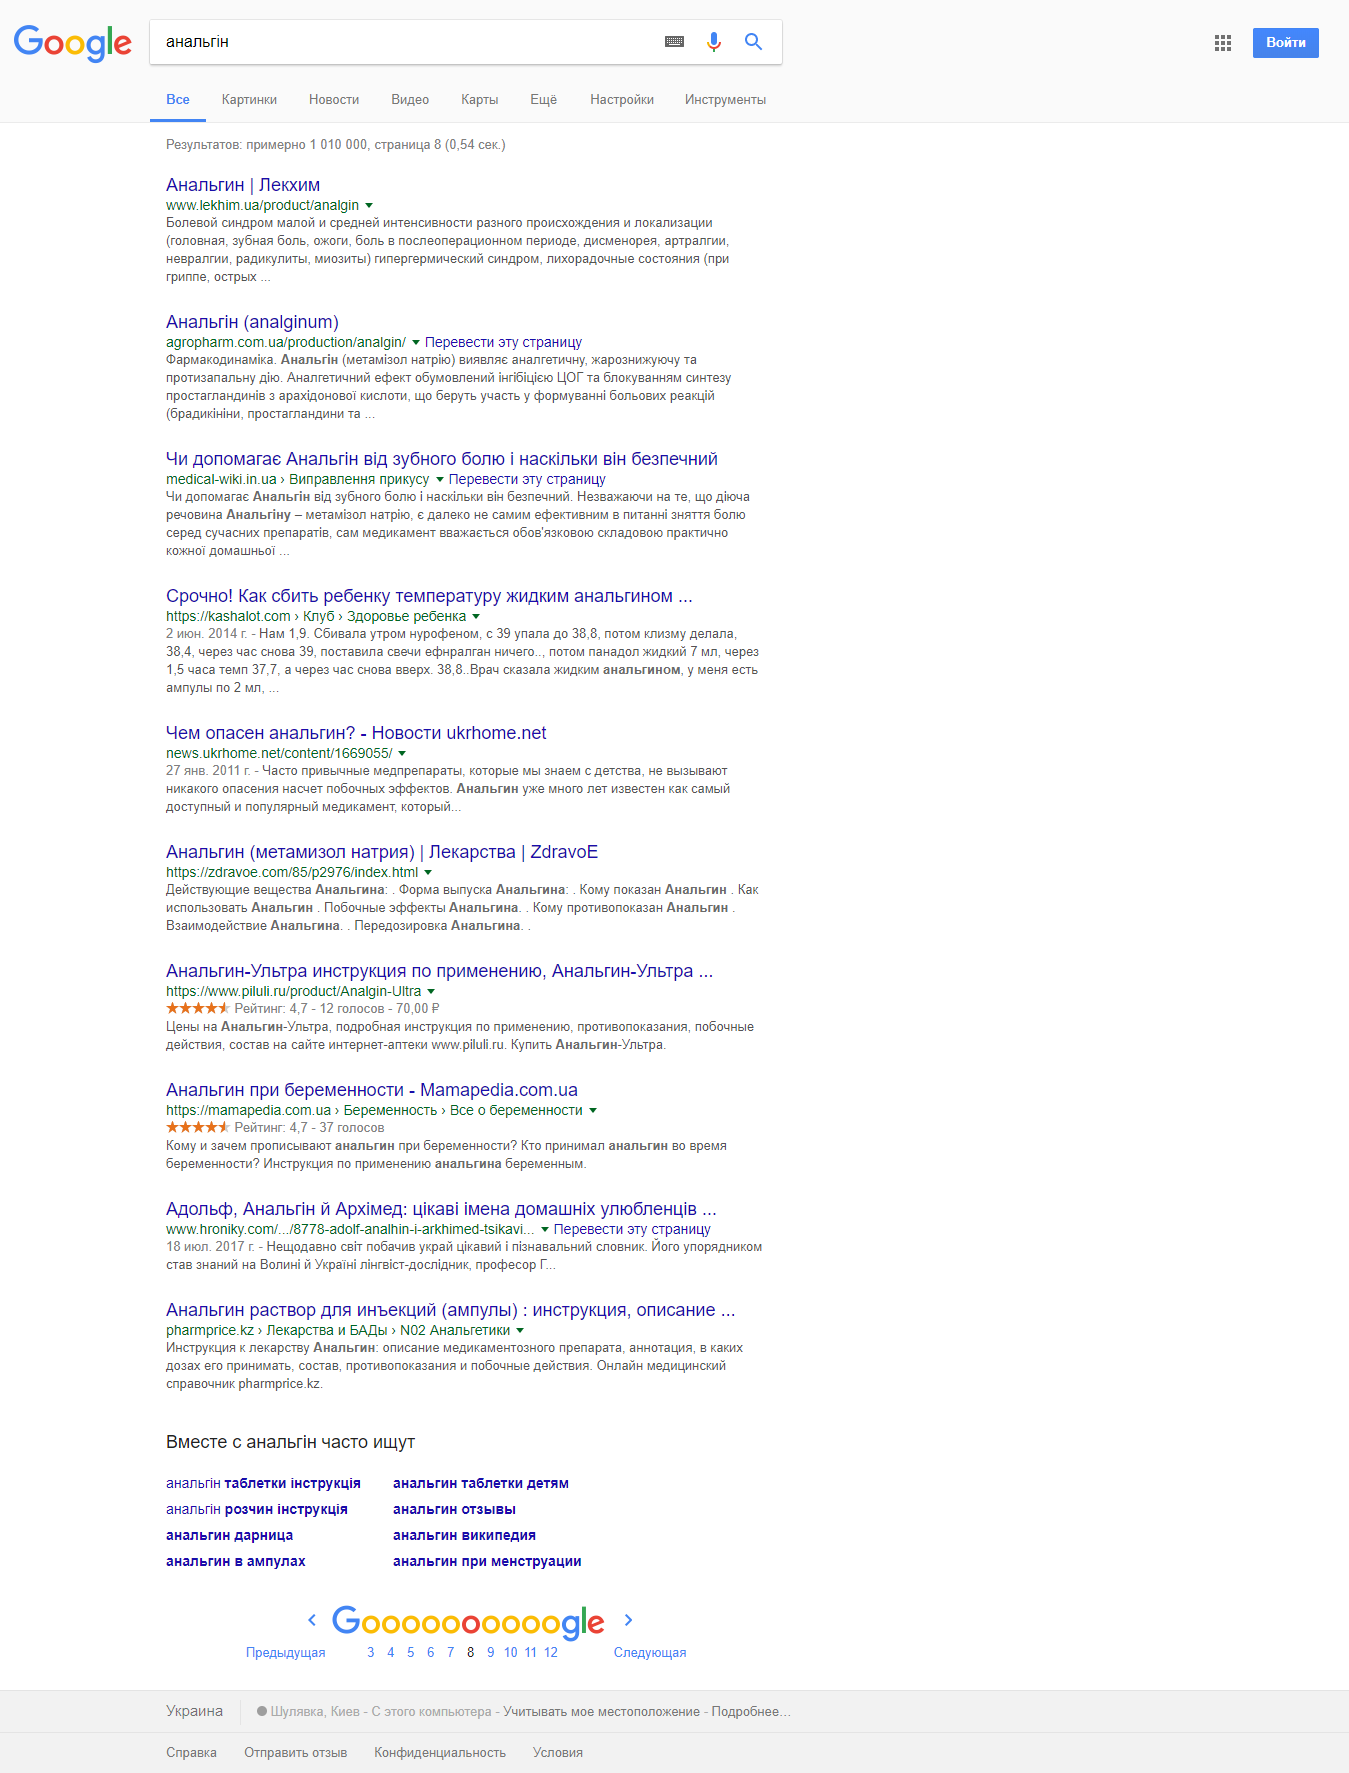 Google
анальгін
Войти
Все Картинки Новости Видео Карты Ещё Настройки Инструменты
Результатов: примерно 1 010 000, страница 8 (0,54 сек.)
Анальгин | Лекхим
www.lekhim.ua/product/analgin
Болевой синдром малой и средней интенсивности разного происхождения и локализации
(головная, зубная боль, ожоги, боль в послеоперационном периоде, дисменорея, артралгии,
невралгии, радикулиты, миозиты) гипергермический синдром, лихорадочные состояния (при
гриппе, острых ...
Анальгін (analginum)
agropharm.com.ua/production/analgin/ Перевести эту страницу
Фармакодинаміка. Анальгін (метамізол натрію) виявляє аналгетичну, жарознижуючу та
протизапальну дію. Аналгетичний ефект обумовлений інгібіцією ЦОГ та блокуванням синтезу
простагландинів з арахідонової кислоти, що беруть участь у формуванні больових реакцій
(брадикініни, простагландини та ...
Чи допомагає Анальгін від зубного болю і наскільки він безпечний
medical-wiki.in.ua › Виправлення прикусу Перевести эту страницу
Чи допомагає Анальгін від зубного болю і наскільки він безпечний. Незважаючи на те, що діюча
речовина Анальгіну – метамізол натрію, є далеко не самим ефективним в питанні зняття болю
серед сучасних препаратів, сам медикамент вважається обов'язковою складовою практично
кожної домашньої ...
Срочно! Как сбить ребенку температуру жидким анальгином ...
https://kashalot.com › Клуб › Здоровье ребенка
2 июн. 2014 г. - Нам 1,9. Сбивала утром нурофеном, с 39 упала до 38,8, потом клизму делала,
38,4, через час снова 39, поставила свечи ефнралган ничего.., потом панадол жидкий 7 мл, через
1,5 часа темп 37,7, а через час снова вверх. 38,8..Врач сказала жидким анальгином, у меня есть
ампулы по 2 мл, ...
Чем опасен анальгин? - Новости ukrhome.net
news.ukrhome.net/content/1669055/
27 янв. 2011 г. - Часто привычные медпрепараты, которые мы знаем с детства, не вызывают
никакого опасения насчет побочных эффектов. Анальгин уже много лет известен как самый
доступный и популярный медикамент, который...
Анальгин (метамизол натрия) | Лекарства | ZdravoE
https://zdravoe.com/85/p2976/index.html
Действующие вещества Анальгина: . Форма выпуска Анальгина: . Кому показан Анальгин . Как
использовать Анальгин . Побочные эффекты Анальгина. . Кому противопоказан Анальгин .
Взаимодействие Анальгина. . Передозировка Анальгина. .
Анальгин-Ультра инструкция по применению, Анальгин-Ультра ...
https://www.piluli.ru/product/Analgin-Ultra
Рейтинг: 4,7 - 12 голосов - 70,00 ₽
Цены на Анальгин-Ультра, подробная инструкция по применению, противопоказания, побочные
действия, состав на сайте интернет-аптеки www.piluli.ru. Купить Анальгин-Ультра.
Анальгин при беременности - Mamapedia.com.ua
https://mamapedia.com.ua › Беременность › Все о беременности
Рейтинг: 4,7 - 37 голосов
Кому и зачем прописывают анальгин при беременности? Кто принимал анальгин во время
беременности? Инструкция по применению анальгина беременным.
Адольф, Анальгін й Архімед: цікаві імена домашніх улюбленців ...
www.hroniky.com/.../8778-adolf-analhin-i-arkhimed-tsikavi... Перевести эту страницу
18 июл. 2017 г. - Нещодавно світ побачив украй цікавий і пізнавальний словник. Його упорядником
став знаний на Волині й Україні лінгвіст-дослідник, професор Г...
Анальгин раствор для инъекций (ампулы) : инструкция, описание ...
pharmprice.kz › Лекарства и БАДы › N02 Анальгетики
Инструкция к лекарству Анальгин: описание медикаментозного препарата, аннотация, в каких
дозах его принимать, состав, противопоказания и побочные действия. Онлайн медицинский
справочник pharmprice.kz.
Вместе с анальгін часто ищут
анальгін таблетки інструкція анальгин таблетки детям
анальгін розчин інструкція анальгин отзывы
анальгин дарница анальгин википедия
анальгин в ампулах анальгин при менструации
Goooooooooogle
Предыдущая 3 4 5 6 7 8 9 10 11 12 Следующая
Украина Шулявка, Киев - С этого компьютера - Учитывать мое местоположение - Подробнее…
Справка Отправить отзыв Конфиденциальность Условия